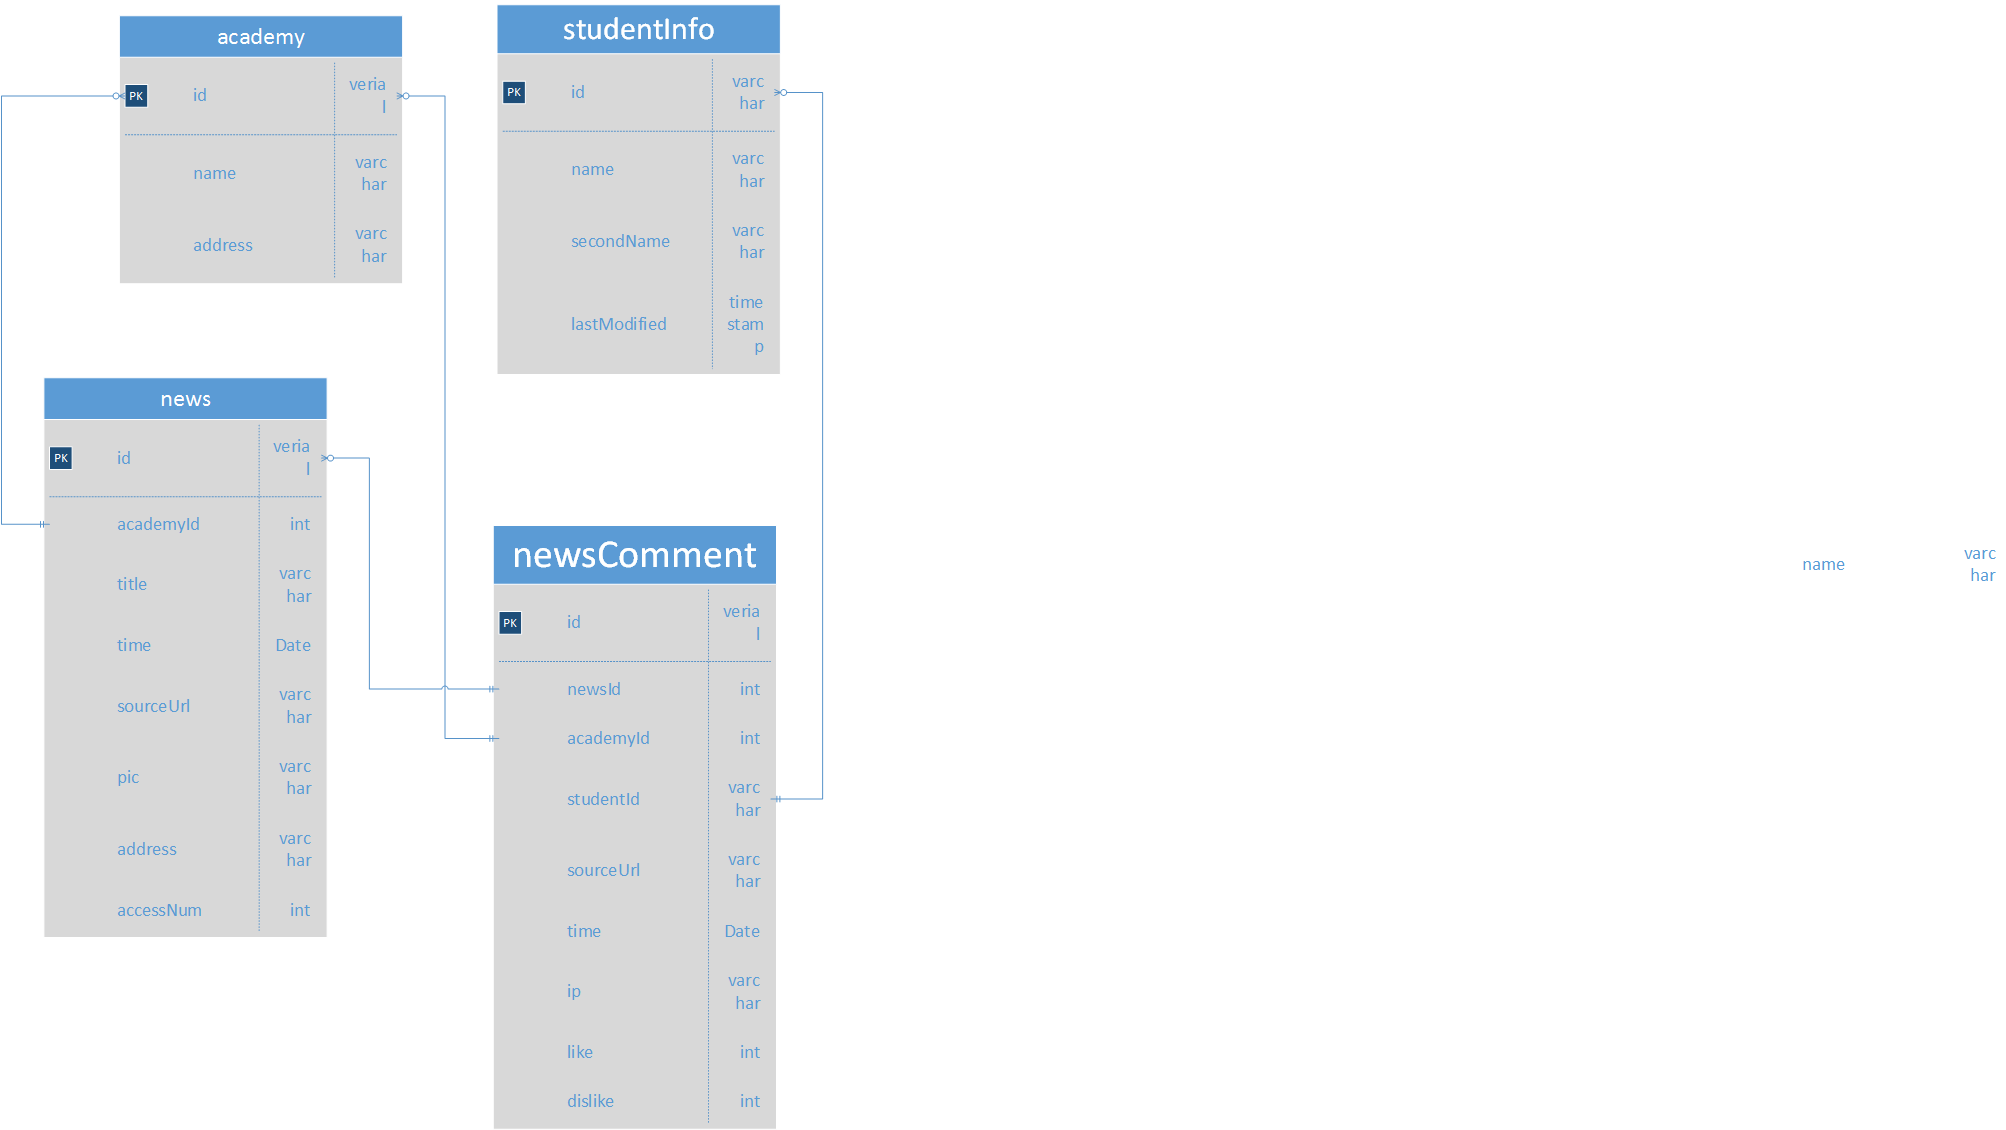 academy
PK id veria
l
name varc
har
address varc
har
studentInfo
PK id varc
har
name varc
har
secondName varc
har
lastModified time
stam
p
news
PK id veria
l
academyId int
title varc
har
time Date
sourceUrl varc
har
pic varc
har
address varc
har
accessNum int
newsComment
PK id veria
l
newsId int
academyId int
studentId varc
har
sourceUrl varc
har
time Date
ip varc
har
like int
dislike int
name varc
har